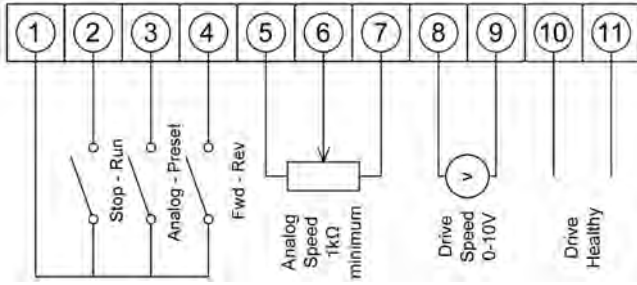 1 2 3 4 5 6 7 8 9 10 11
Stop - Run
Analog - Preset
Fwd - Rev
Analog
Speed
1kΩ
minimum
V
Drive
Speed
0-10V
Drive
Healthy